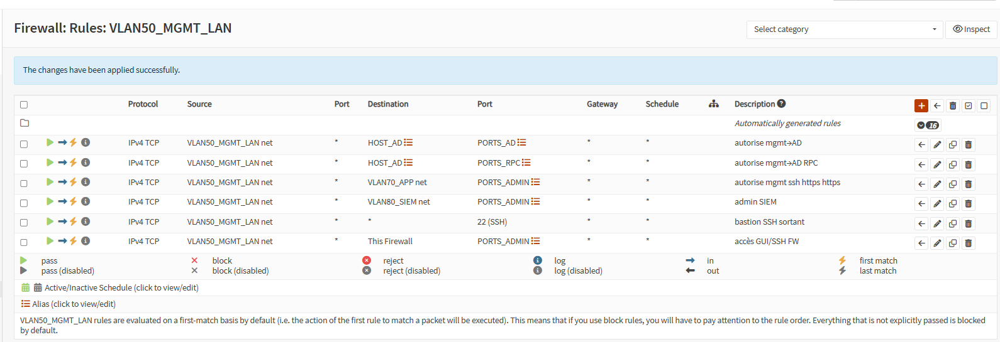 Firewall: Rules: VLAN50_MGMT_LAN
Select category
Inspect
The changes have been applied successfully.
Protocol Source Port Destination Port Gateway Schedule Description
Automatically generated rules 16
IPv4 TCP VLAN50_MGMT_LAN net * HOST_AD PORTS_AD * * autorise mgmt→AD
IPv4 TCP VLAN50_MGMT_LAN net * HOST_AD PORTS_RPC * * autorise mgmt→AD RPC
IPv4 TCP VLAN50_MGMT_LAN net * VLAN70_APP net PORTS_ADMIN * * autorise mgmt ssh https https
IPv4 TCP VLAN50_MGMT_LAN net * VLAN80_SIEM net PORTS_ADMIN * * admin SIEM
IPv4 TCP VLAN50_MGMT_LAN net * * 22 (SSH) * * bastion SSH sortant
IPv4 TCP VLAN50_MGMT_LAN net * This Firewall PORTS_ADMIN * * accès GUI/SSH FW
pass block reject log in first match
pass (disabled) block (disabled) reject (disabled) log (disabled) out last match
Active/Inactive Schedule (click to view/edit)
Alias (click to view/edit)
VLAN50_MGMT_LAN rules are evaluated on a first-match basis by default (i.e. the action of the first rule to match a packet will be executed). This means that if you use block rules, you will have to pay attention to the rule order. Everything that is not explicitly passed is blocked
by default.